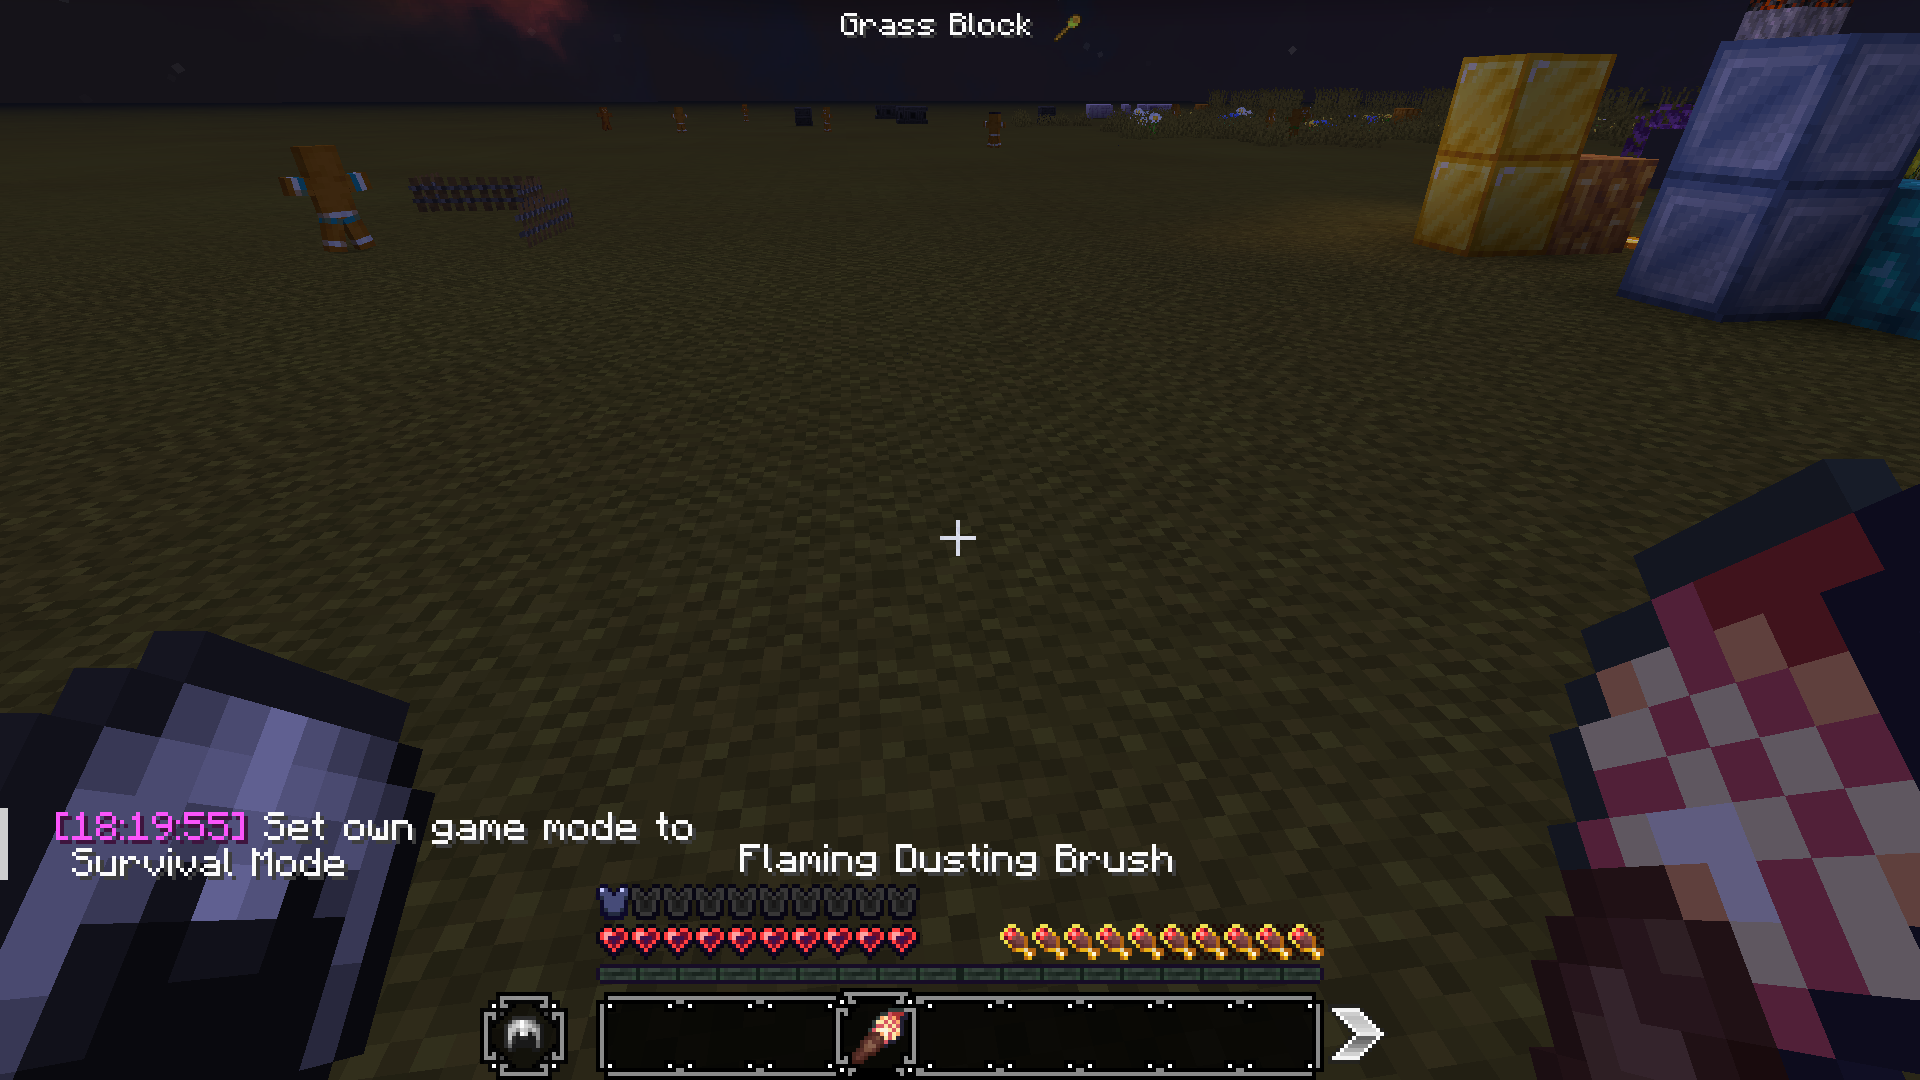 Grass Block
[18:19:55] Set own game mode to
Survival Mode
Flaming Dusting Brush